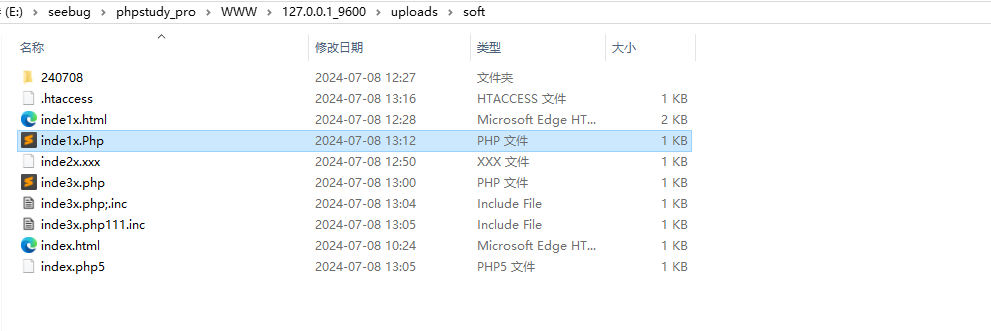 (E:) > seebug > phpstudy_pro > WWW > 127.0.0.1_9600 > uploads > soft
名称 修改日期 类型 大小
240708 2024-07-08 12:27 文件夹
.htaccess 2024-07-08 13:16 HTACCESS 文件 1 KB
inde1x.html 2024-07-08 12:28 Microsoft Edge HT... 2 KB
inde1x.Php 2024-07-08 13:12 PHP 文件 1 KB
inde2x.xxx 2024-07-08 12:50 XXX 文件 1 KB
inde3x.php 2024-07-08 13:00 PHP 文件 1 KB
inde3x.php;.inc 2024-07-08 13:04 Include File 1 KB
inde3x.php111.inc 2024-07-08 13:05 Include File 1 KB
index.html 2024-07-08 10:24 Microsoft Edge HT... 1 KB
index.php5 2024-07-08 13:05 PHP5 文件 1 KB